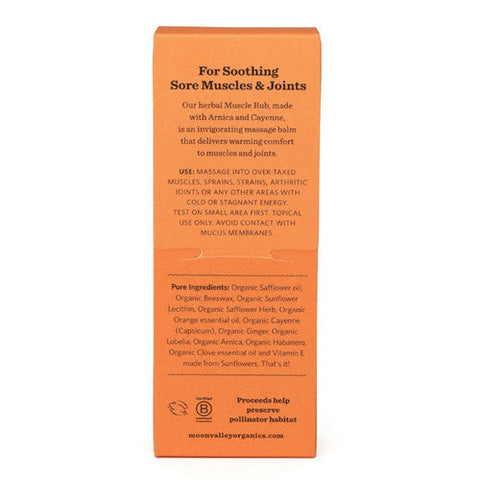 For Soothing
Sore Muscles & Joints
Our herbal Muscle Rub, made
with Arnica and Cayenne,
is an invigorating massage balm
that delivers warming comfort
to muscles and joints.
USE: MASSAGE INTO OVER-TAXED
MUSCLES, SPRAINS, STRAINS, ARTHRITIC
JOINTS OR ANY OTHER AREAS WITH
COLD OR STAGNANT ENERGY.
TEST ON SMALL AREA FIRST. TOPICAL
USE ONLY. AVOID CONTACT WITH
MUCUS MEMBRANES.
Pure Ingredients: Organic Safflower oil,
Organic Beeswax, Organic Sunflower
Lecithin, Organic Safflower Herb, Organic
Orange essential oil, Organic Cayenne
(Capsicum), Organic Ginger, Organic
Lobelia, Organic Arnica, Organic Habanero,
Organic Clove essential oil and Vitamin E
made from Sunflowers. That's it!
Certified
B
Corporation
Proceeds help
preserve
pollinator habitat
moonvalleyorganics.com